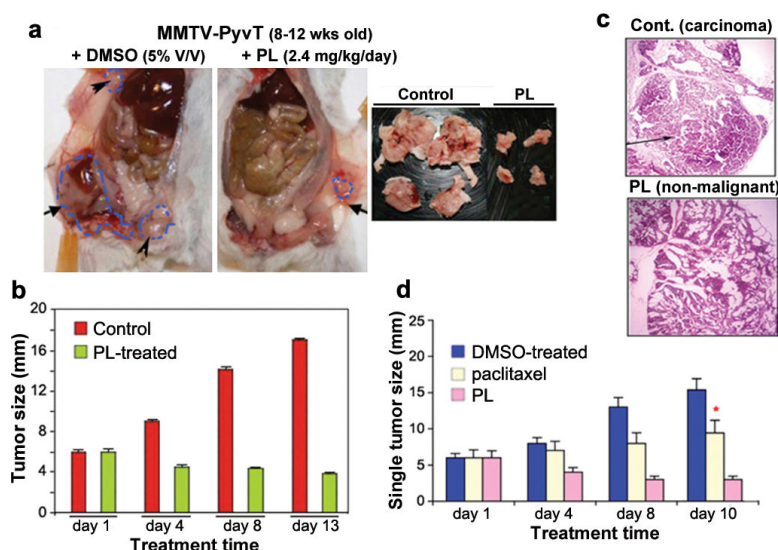 a
MMTV-PyvT (8-12 wks old)
+ DMSO (5% V/V)
+ PL (2.4 mg/kg/day)
Control
PL
c
Cont. (carcinoma)
PL (non-malignant)
b
Tumor size (mm)
20
16
12
8
4
0
Control
PL-treated
day 1
day 4
day 8
day 13
Treatment time
d
Single tumor size (mm)
25
20
15
10
5
0
DMSO-treated
paclitaxel
PL
*
day 1
day 4
day 8
day 10
Treatment time